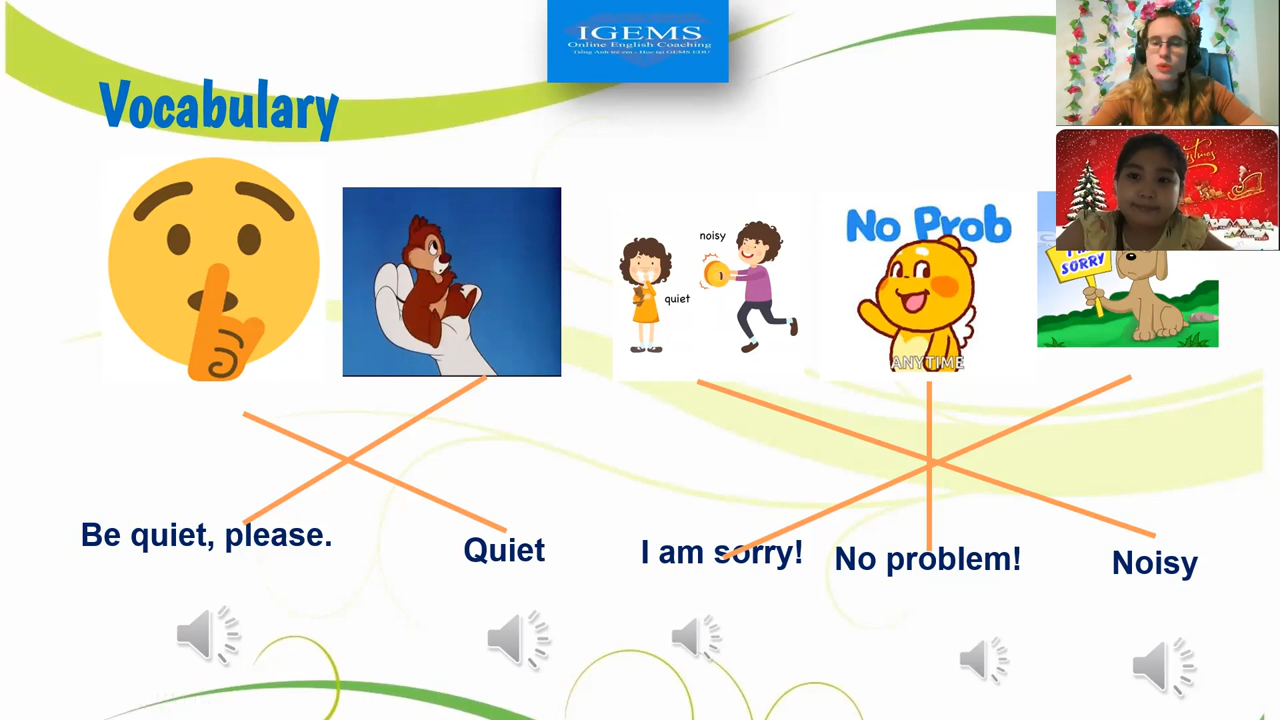 IGEMS
Online English Coaching
Vocabulary
noisy
quiet
No Prob
ANYTIME
SORRY
Be quiet, please.
Quiet
I am sorry!
No problem!
Noisy